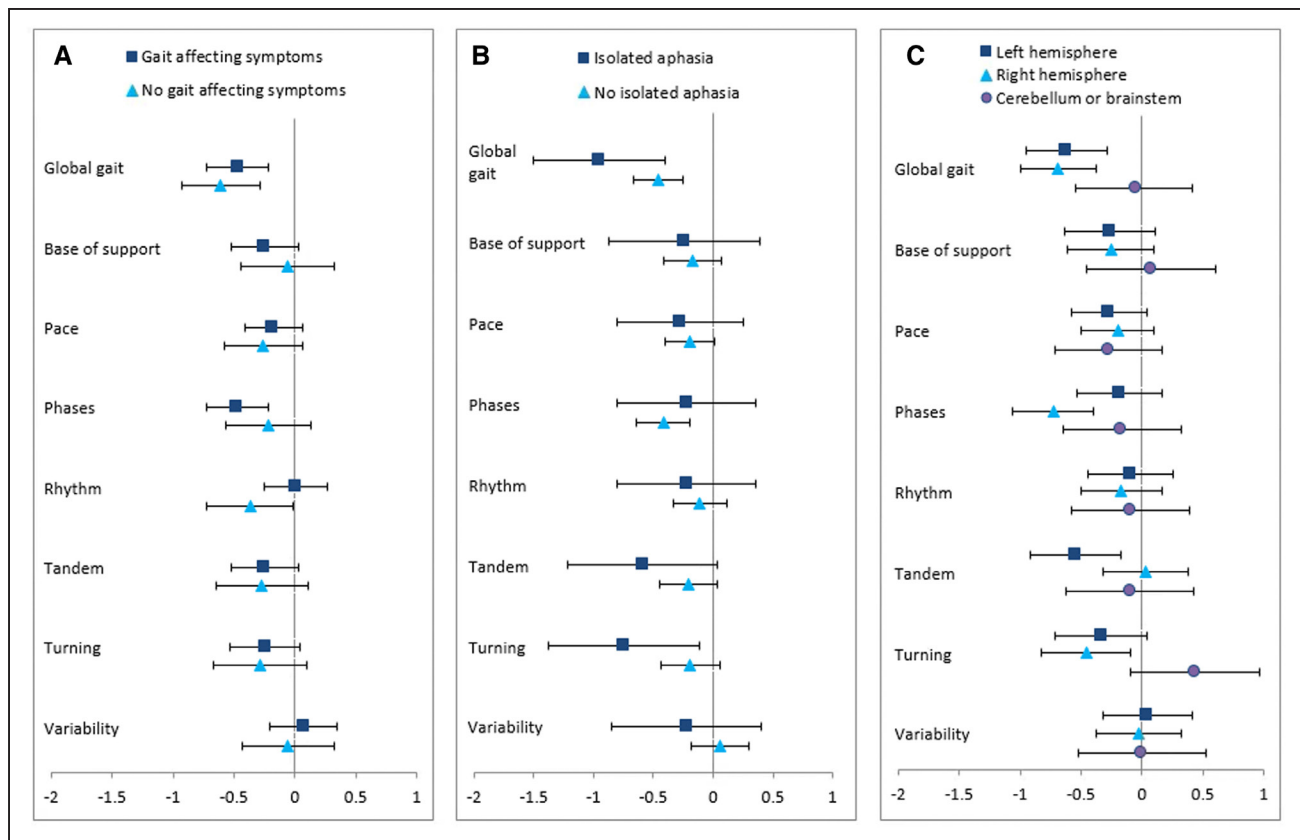 A
Gait affecting symptoms
No gait affecting symptoms
Global gait
Base of support
Pace
Phases
Rhythm
Tandem
Turning
Variability
-2 -1.5 -1 -0.5 0 0.5 1
B
Isolated aphasia
No isolated aphasia
Global
gait
Base of support
Pace
Phases
Rhythm
Tandem
Turning
Variability
-2 -1.5 -1 -0.5 0 0.5 1
C
Left hemisphere
Right hemisphere
Cerebellum or brainstem
Global gait
Base of support
Pace
Phases
Rhythm
Tandem
Turning
Variability
-2 -1.5 -1 -0.5 0 0.5 1